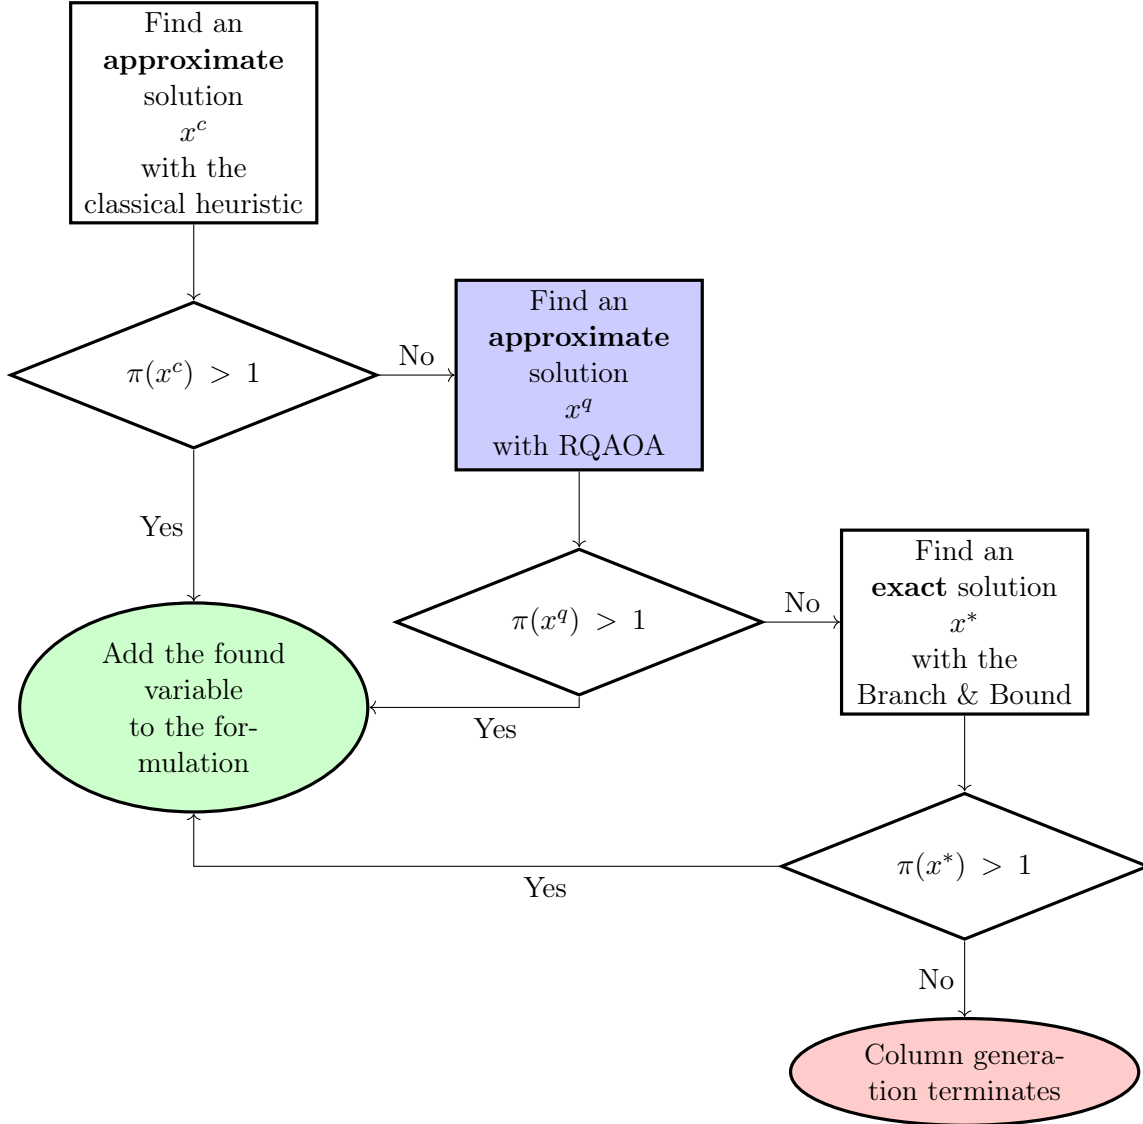 Find an
approximate
solution
x^c
with the
classical heuristic
π(x^c) > 1
No
Find an
approximate
solution
x^q
with RQAOA
Yes
π(x^q) > 1
No
Find an
exact solution
x*
with the
Branch & Bound
Add the found
variable
to the for-
mulation
Yes
π(x*) > 1
Yes
No
Column genera-
tion terminates